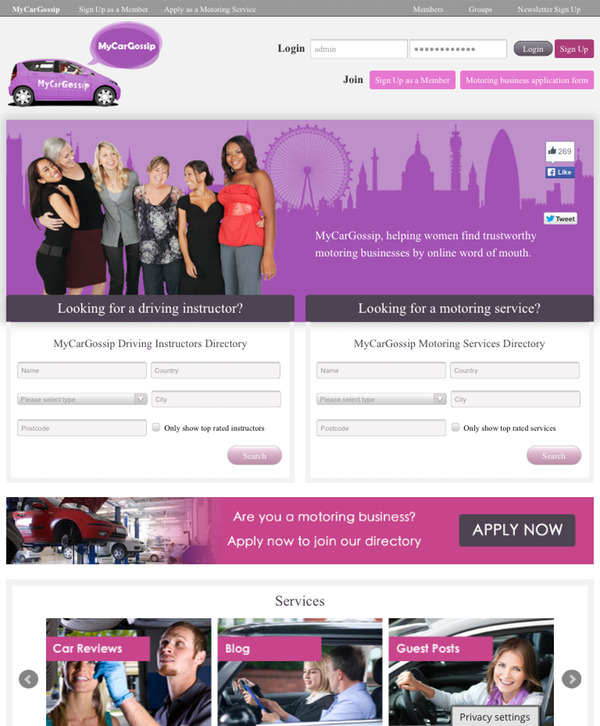 MyCarGossip Sign Up as a Member Apply as a Motoring Service Members Groups Newsletter Sign Up
MyCarGossip
MyCarGossip
Login admin Login Sign Up
Join Sign Up as a Member Motoring business application form
269
Like
Tweet
MyCarGossip, helping women find trustworthy
motoring businesses by online word of mouth.
Looking for a driving instructor?
MyCarGossip Driving Instructors Directory
Name Country
Please select type City
Postcode Only show top rated instructors
Search
Looking for a motoring service?
MyCarGossip Motoring Services Directory
Name Country
Please select type City
Postcode Only show top rated services
Search
Are you a motoring business?
Apply now to join our directory
APPLY NOW
Services
Car Reviews
Blog
Guest Posts
Privacy settings